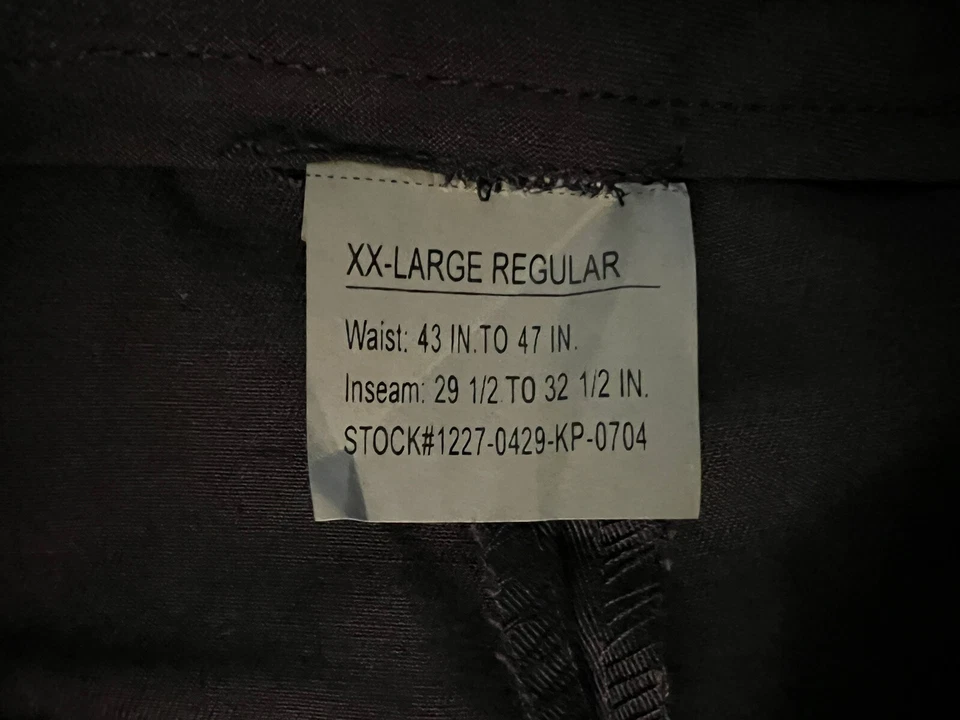 XX-LARGE REGULAR
Waist: 43 IN.TO 47 IN.
Inseam: 29 1/2 TO 32 1/2 IN.
STOCK#1227-0429-KP-0704